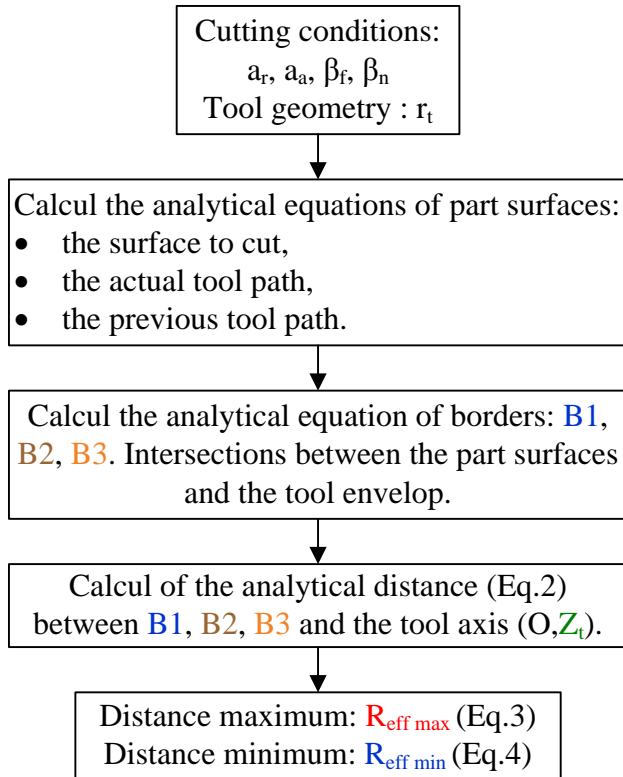 Cutting conditions:
aᵣ, aₐ, β_f, βₙ
Tool geometry : rₜ
Calcul the analytical equations of part surfaces:
• the surface to cut,
• the actual tool path,
• the previous tool path.
Calcul the analytical equation of borders: B1,
B2, B3. Intersections between the part surfaces
and the tool envelop.
Calcul of the analytical distance (Eq.2)
between B1, B2, B3 and the tool axis (O,Zₜ).
Distance maximum: R_eff max (Eq.3)
Distance minimum: R_eff min (Eq.4)